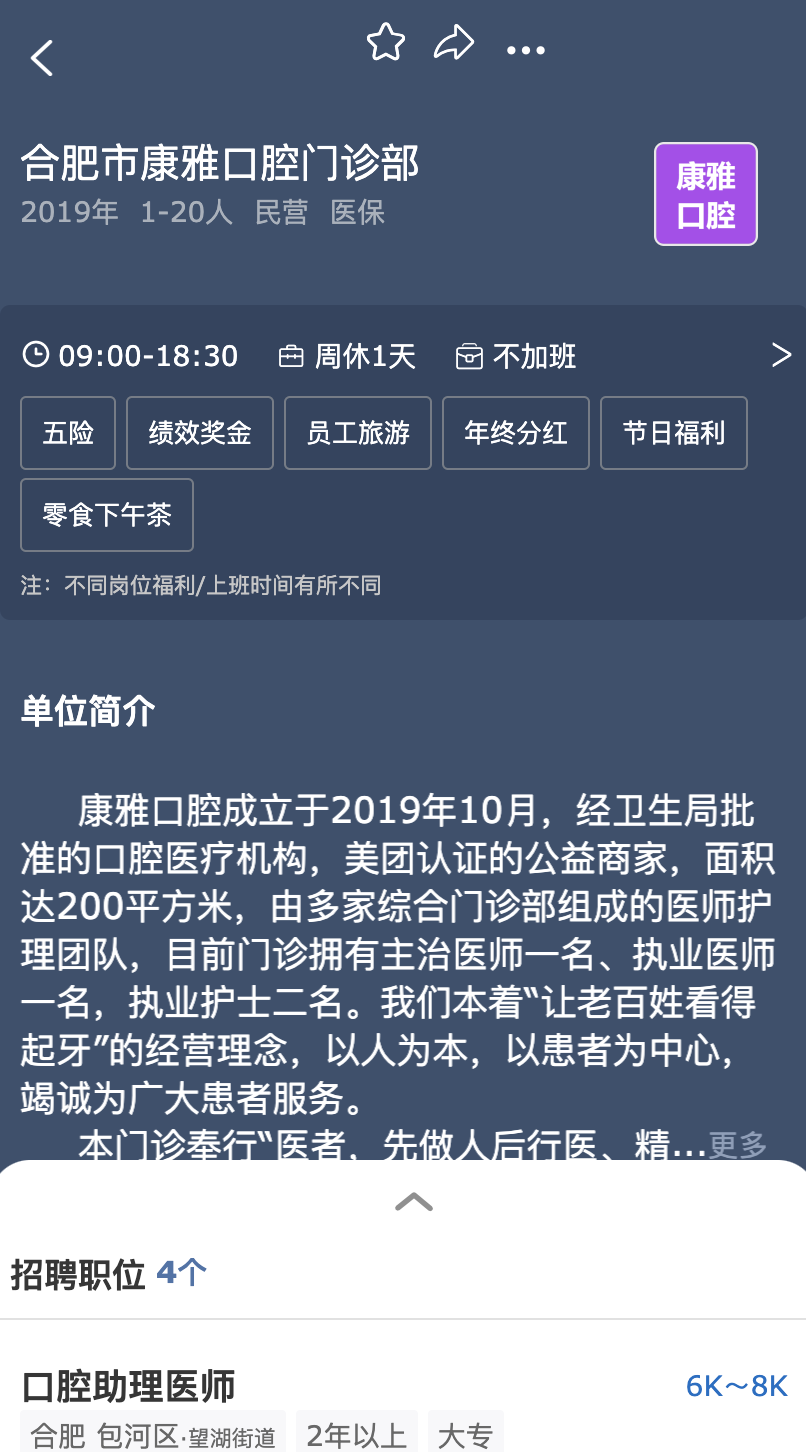 合肥市康雅口腔门诊部
2019年 1-20人 民营 医保
康雅
口腔
09:00-18:30 周休1天 不加班
五险 绩效奖金 员工旅游 年终分红 节日福利
零食下午茶
注：不同岗位福利/上班时间有所不同
单位简介
康雅口腔成立于2019年10月，经卫生局批
准的口腔医疗机构，美团认证的公益商家，面积
达200平方米，由多家综合门诊部组成的医师护
理团队，目前门诊拥有主治医师一名、执业医师
一名，执业护士二名。我们本着“让老百姓看得
起牙”的经营理念，以人为本，以患者为中心，
竭诚为广大患者服务。
本门诊奉行“医者，先做人后行医、精...更多
招聘职位 4个
口腔助理医师 6K～8K
合肥 包河区·望湖街道 2年以上 大专